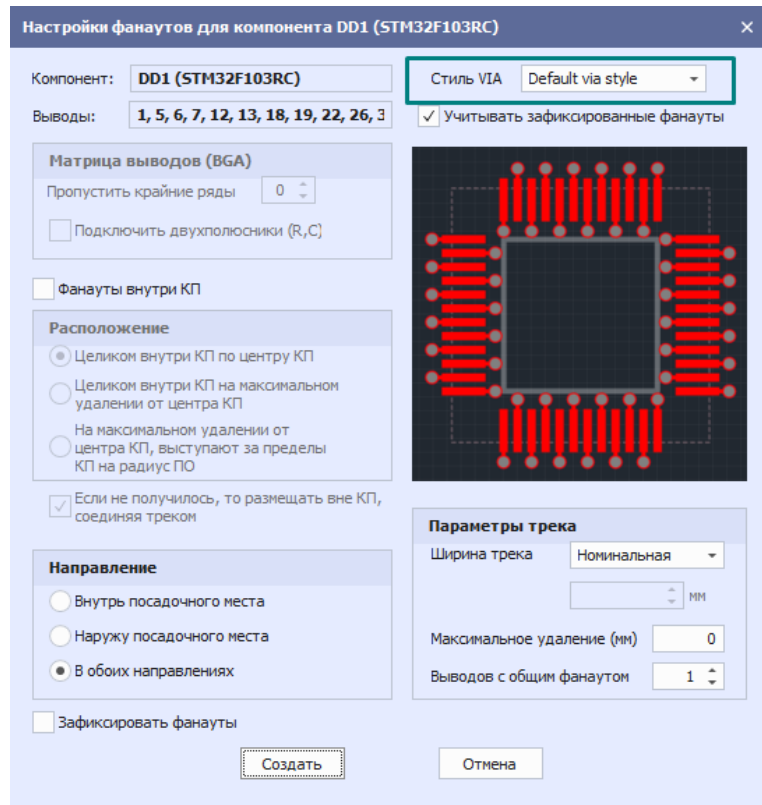 Настройки фанаутов для компонента DD1 (STM32F103RC)
Компонент: DD1 (STM32F103RC)
Стиль VIA Default via style
Выводы: 1, 5, 6, 7, 12, 13, 18, 19, 22, 26, 3
Учитывать зафиксированные фанауты
Матрица выводов (BGA)
Пропустить крайние ряды 0
Подключить двухполюсники (R,C)
Фанауты внутри КП
Расположение
Целиком внутри КП по центру КП
Целиком внутри КП на максимальном
удалении от центра КП
На максимальном удалении от
центра КП, выступают за пределы
КП на радиус ПО
Если не получилось, то размещать вне КП,
соединяя треком
Направление
Внутрь посадочного места
Наружу посадочного места
В обоих направлениях
Зафиксировать фанауты
Параметры трека
Ширина трека Номинальная
мм
Максимальное удаление (мм) 0
Выводов с общим фанаутом 1
Создать
Отмена